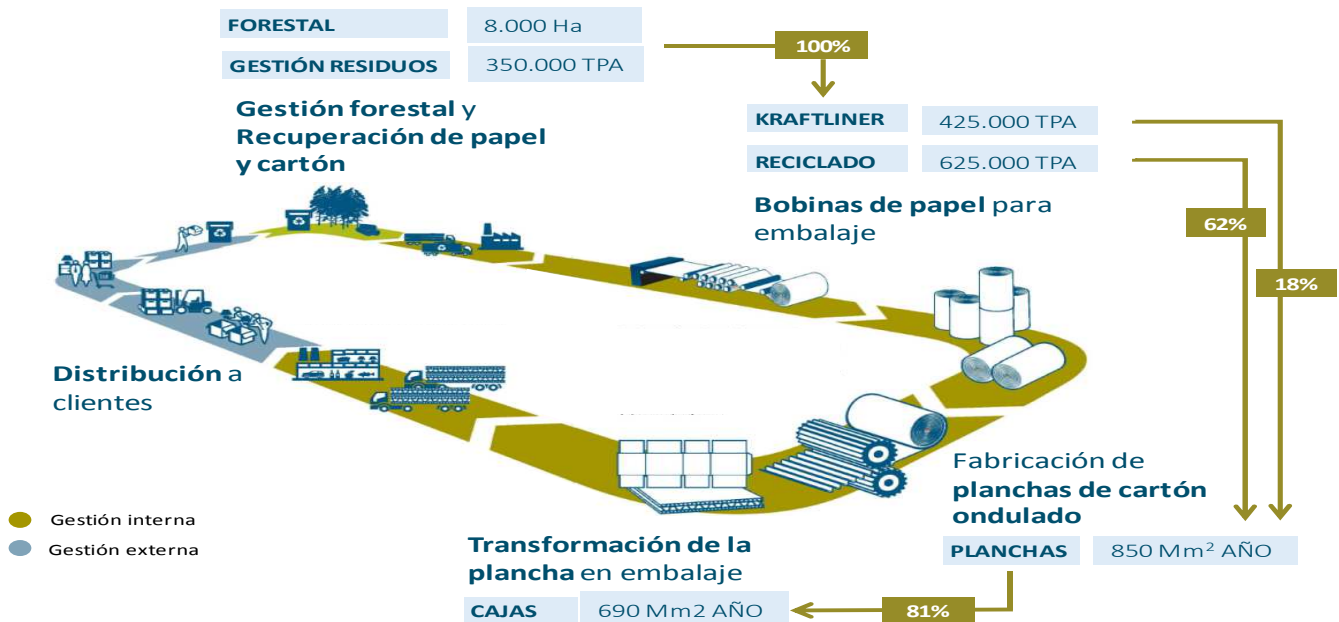 FORESTAL 8.000 Ha
GESTIÓN RESIDUOS 350.000 TPA
100%
Gestión forestal y
Recuperación de papel
y cartón
KRAFTLINER 425.000 TPA
RECICLADO 625.000 TPA
Bobinas de papel para
embalaje
62%
18%
Distribución a
clientes
Fabricación de
planchas de cartón
ondulado
PLANCHAS 850 Mm² AÑO
Gestión interna
Gestión externa
Transformación de la
plancha en embalaje
CAJAS 690 Mm2 AÑO
81%